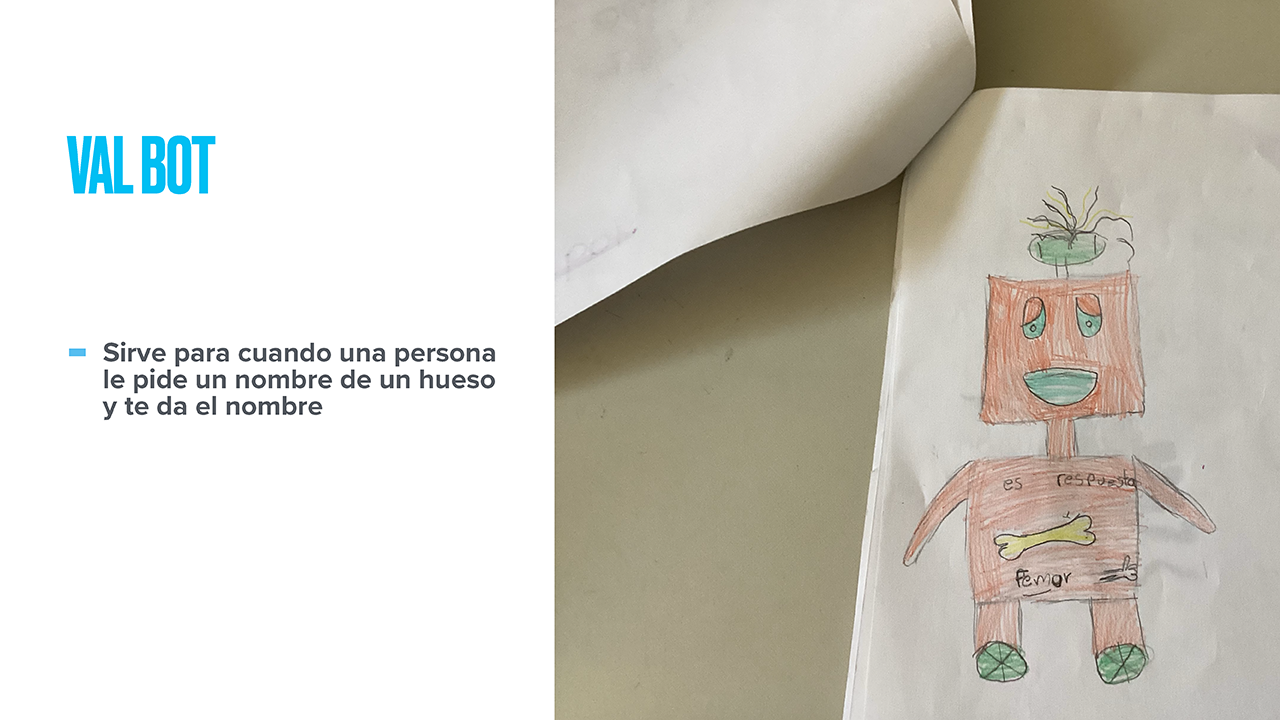 VAL BOT
Sirve para cuando una persona
le pide un nombre de un hueso
y te da el nombre
es respuesta
Femor